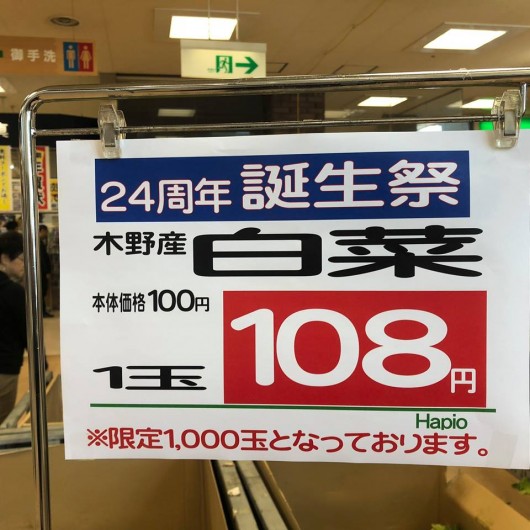 御手洗
24周年 誕生祭
木野産 白菜
本体価格100円
1玉 108円
Hapio
※限定1,000玉となっております。